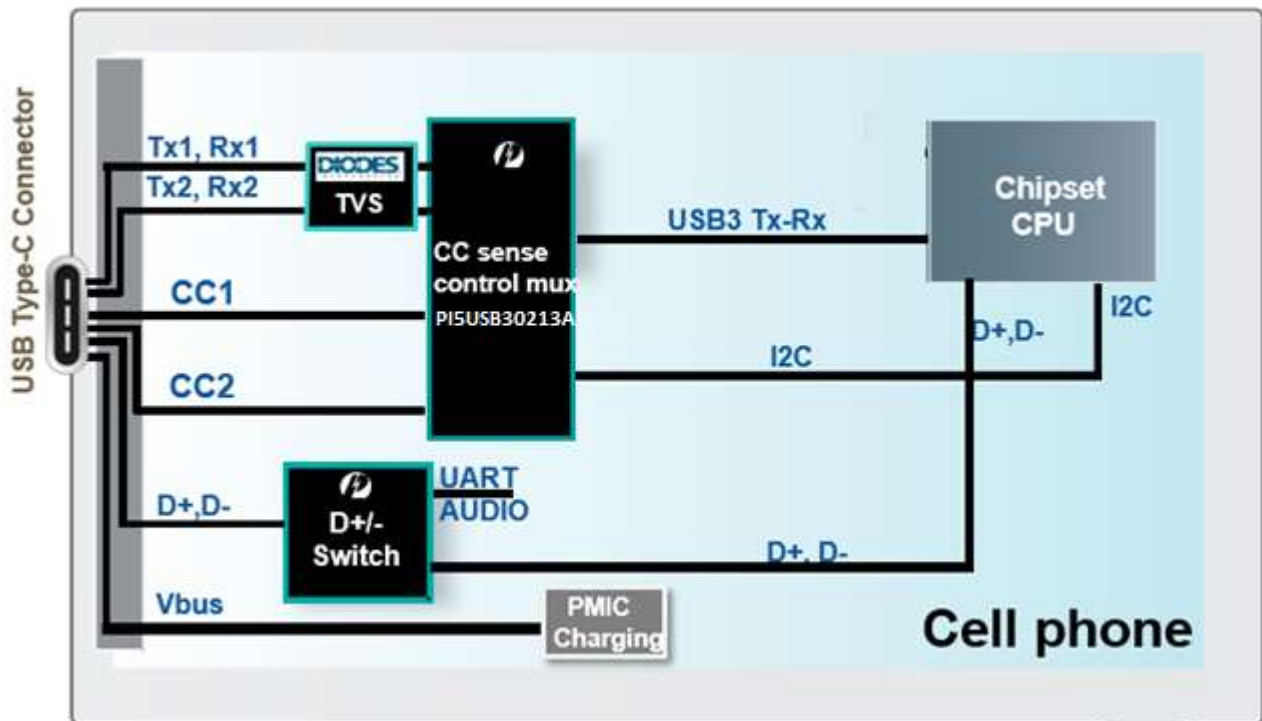 USB Type-C Connector
Tx1, Rx1
Tx2, Rx2
DIODES
TVS
CC sense
control mux
PI5USB30213A
CC1
CC2
USB3 Tx-Rx
Chipset
CPU
I2C
D+,D-
I2C
D+,D-
D+/-
Switch
UART
AUDIO
D+, D-
Vbus
PMIC
Charging
Cell phone